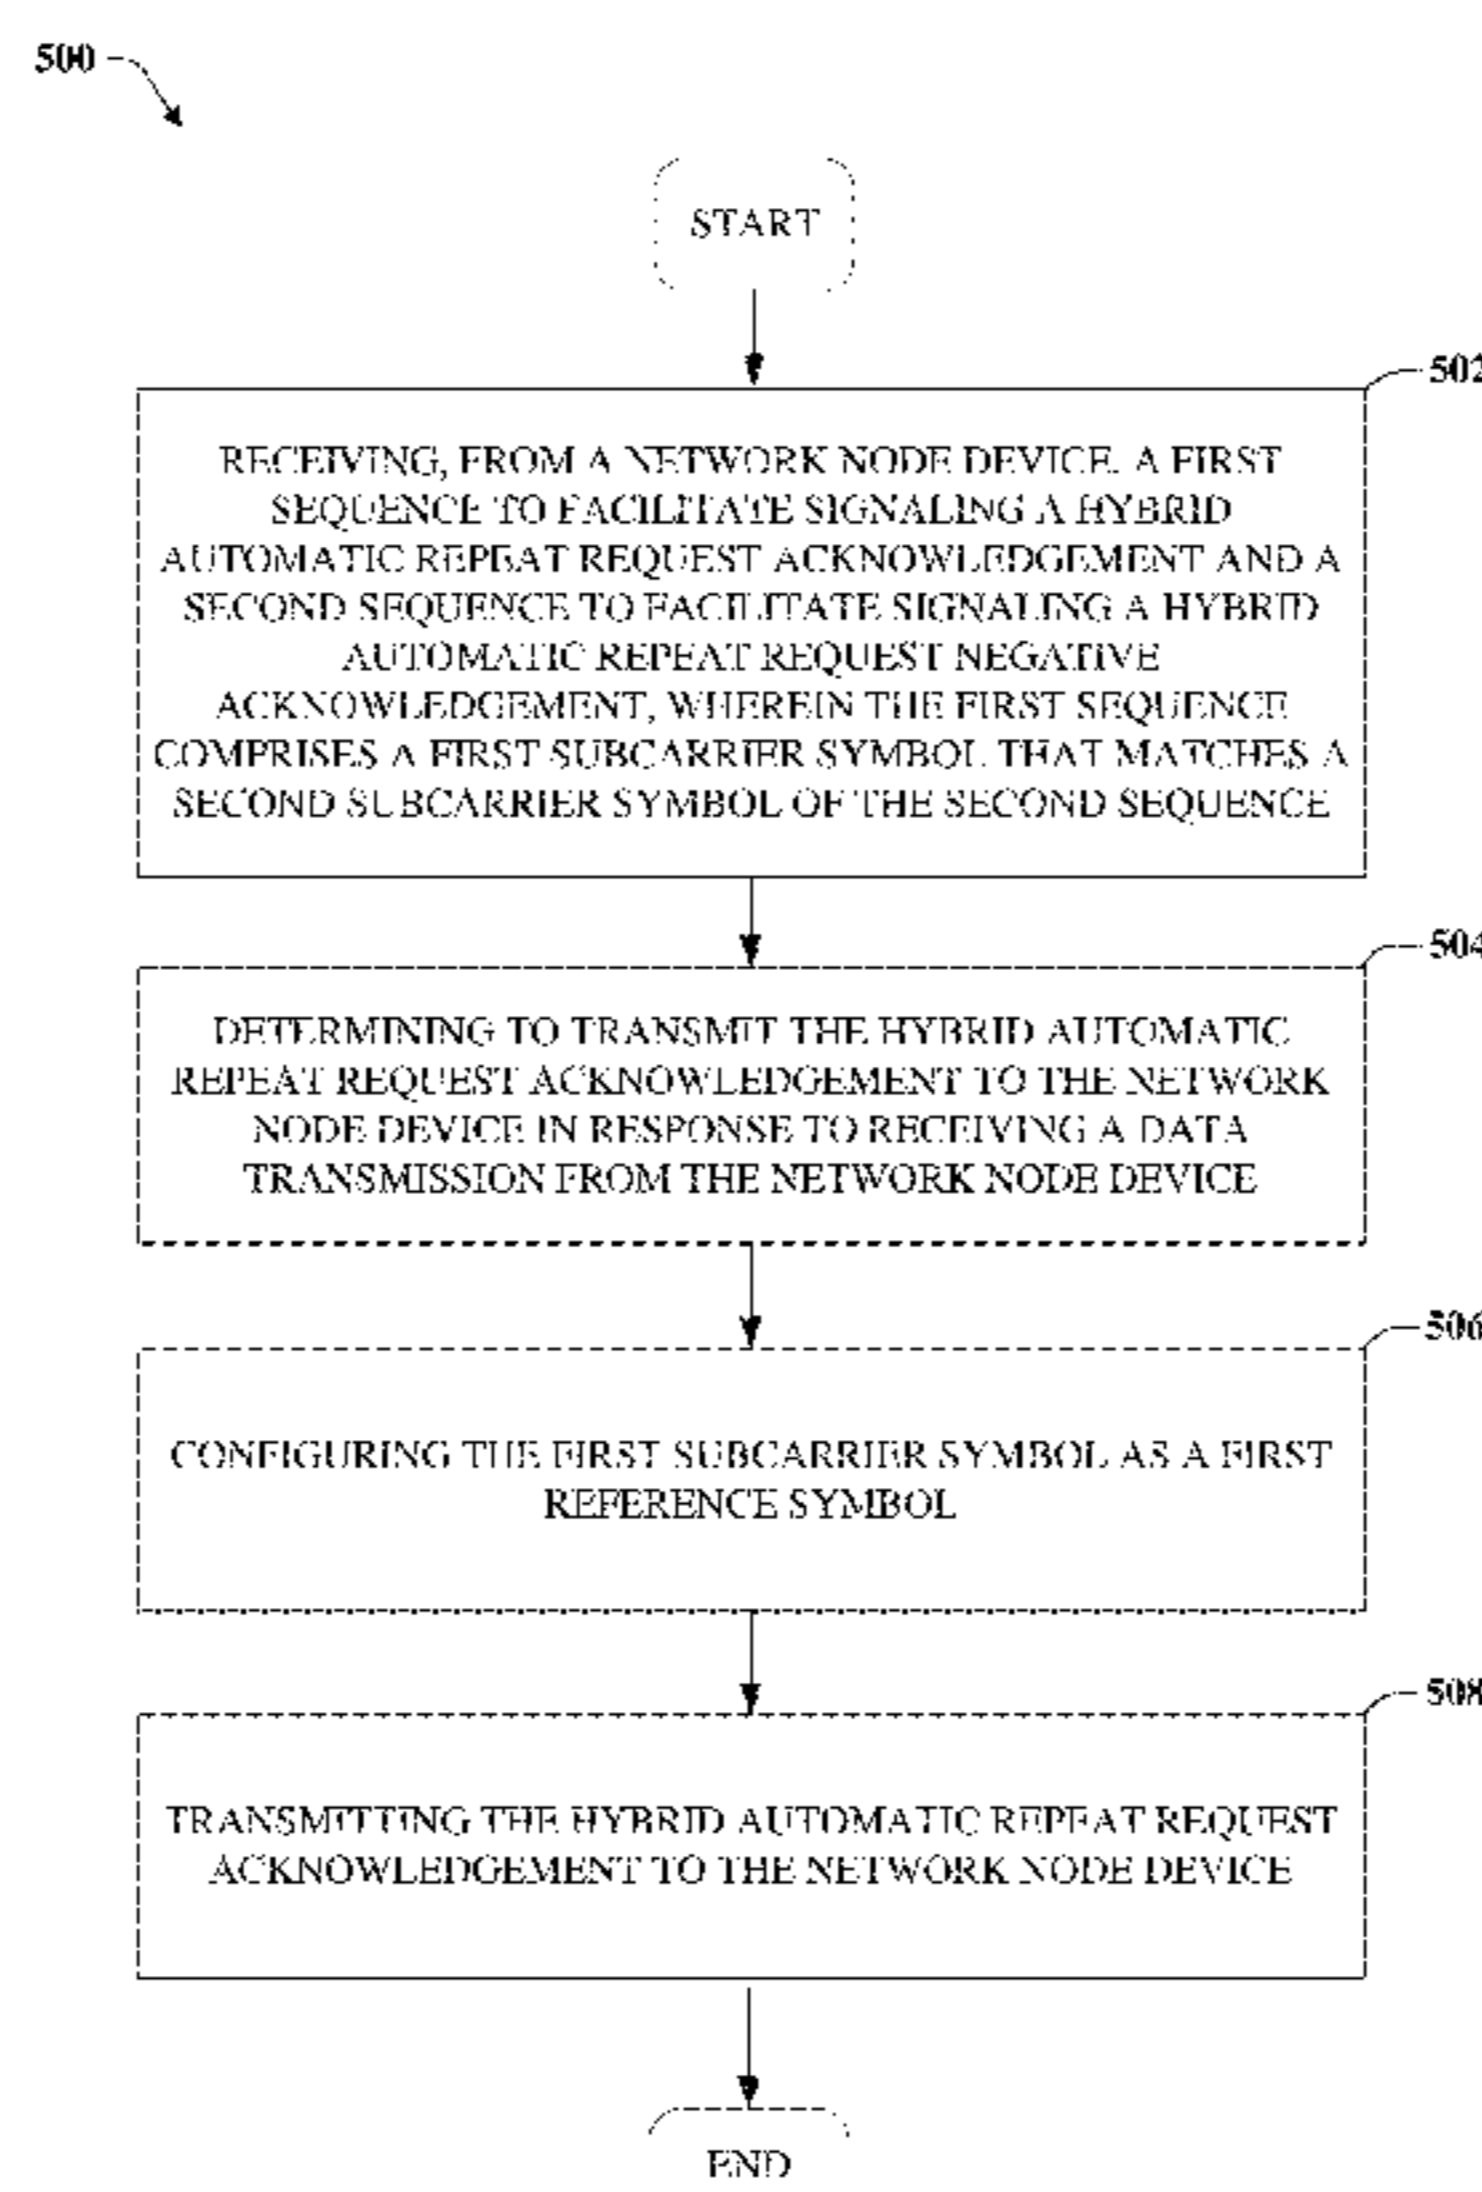 500
START
502
RECEIVING, FROM A NETWORK NODE DEVICE, A FIRST
SEQUENCE TO FACILITATE SIGNALING A HYBRID
AUTOMATIC REPEAT REQUEST ACKNOWLEDGEMENT AND A
SECOND SEQUENCE TO FACILITATE SIGNALING A HYBRID
AUTOMATIC REPEAT REQUEST NEGATIVE
ACKNOWLEDGEMENT, WHEREIN THE FIRST SEQUENCE
COMPRISES A FIRST SUBCARRIER SYMBOL THAT MATCHES A
SECOND SUBCARRIER SYMBOL OF THE SECOND SEQUENCE
504
DETERMINING TO TRANSMIT THE HYBRID AUTOMATIC
REPEAT REQUEST ACKNOWLEDGEMENT TO THE NETWORK
NODE DEVICE IN RESPONSE TO RECEIVING A DATA
TRANSMISSION FROM THE NETWORK NODE DEVICE
506
CONFIGURING THE FIRST SUBCARRIER SYMBOL AS A FIRST
REFERENCE SYMBOL
508
TRANSMITTING THE HYBRID AUTOMATIC REPEAT REQUEST
ACKNOWLEDGEMENT TO THE NETWORK NODE DEVICE
END